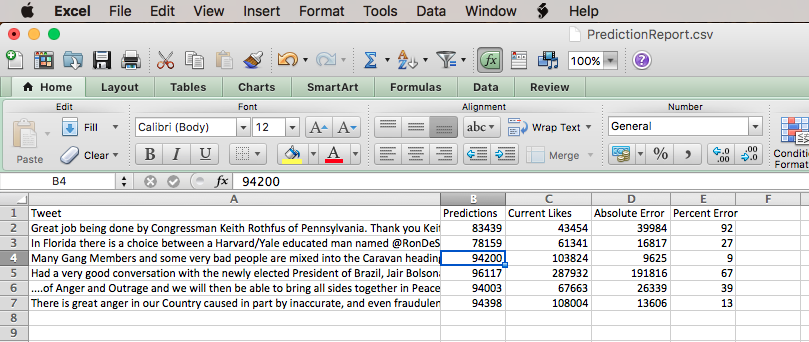 Excel File Edit View Insert Format Tools Data Window Help
PredictionReport.csv
fx 100% ?
Home Layout Tables Charts SmartArt Formulas Data Review
Edit Font Alignment Number
Fill Calibri (Body) 12 A A abc Wrap Text General
Paste Clear B I U A Merge % , Conditi
Forma
B4 fx 94200
A B C D E F
1 Tweet Predictions Current Likes Absolute Error Percent Error
2 Great job being done by Congressman Keith Rothfus of Pennsylvania. Thank you Keit 83439 43454 39984 92
3 In Florida there is a choice between a Harvard/Yale educated man named @RonDeS 78159 61341 16817 27
4 Many Gang Members and some very bad people are mixed into the Caravan heading 94200 103824 9625 9
5 Had a very good conversation with the newly elected President of Brazil, Jair Bolson 96117 287932 191816 67
6 ....of Anger and Outrage and we will then be able to bring all sides together in Peace 94003 67663 26339 39
7 There is great anger in our Country caused in part by inaccurate, and even fraudulen 94398 108004 13606 13
8
9